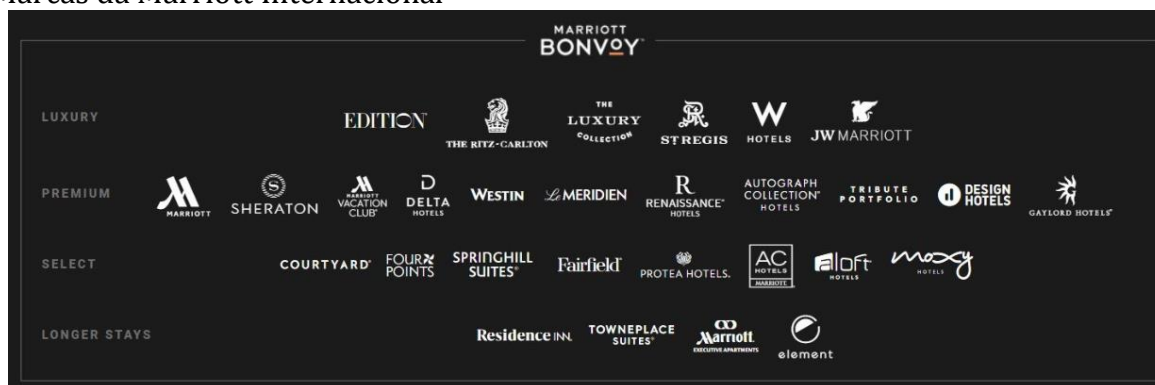 Marcas da Marriott Internacional
MARRIOTT
BONVOY
LUXURY
EDITION
THE RITZ-CARLTON
THE
LUXURY
COLLECTION
ST REGIS
W
HOTELS
JW MARRIOTT
PREMIUM
MARRIOTT
S
SHERATON
MARRIOTT
VACATION
CLUB
D
DELTA
HOTELS
WESTIN
Le MERIDIEN
R
RENAISSANCE®
HOTELS
AUTOGRAPH
COLLECTION®
HOTELS
TRIBUTE
PORTFOLIO
DESIGN
HOTELS
GAYLORD HOTELS®
SELECT
COURTYARD®
FOUR
POINTS
SPRINGHILL
SUITES®
Fairfield
PROTEA HOTELS.
AC
HOTELS
MARRIOTT
aloft
HOTELS
moxy
HOTELS
LONGER STAYS
Residence INN.
TOWNEPLACE
SUITES®
Marriott
EXECUTIVE APARTMENTS
element